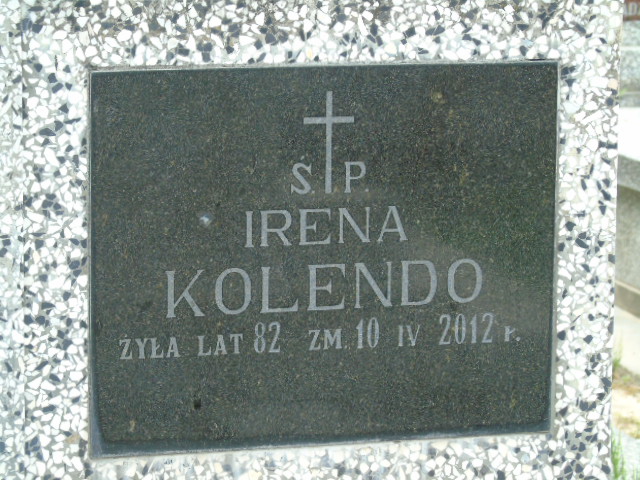 S.P.
IRENA
KOLENDO
ŻYŁA LAT 82 ZM. 10 IV 2012 R.